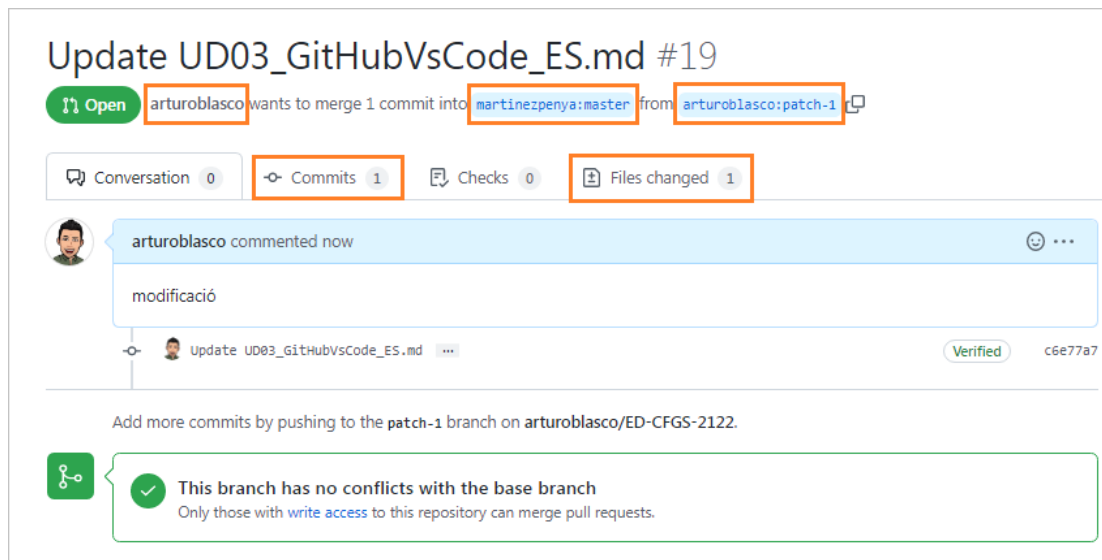 Update UD03_GitHubVsCode_ES.md #19
Open arturoblasco wants to merge 1 commit into martinezpenya:master from arturoblasco:patch-1
Conversation 0 Commits 1 Checks 0 Files changed 1
arturoblasco commented now
modificació
Update UD03_GitHubVsCode_ES.md ... Verified c6e77a7
Add more commits by pushing to the patch-1 branch on arturoblasco/ED-CFGS-2122.
This branch has no conflicts with the base branch
Only those with write access to this repository can merge pull requests.